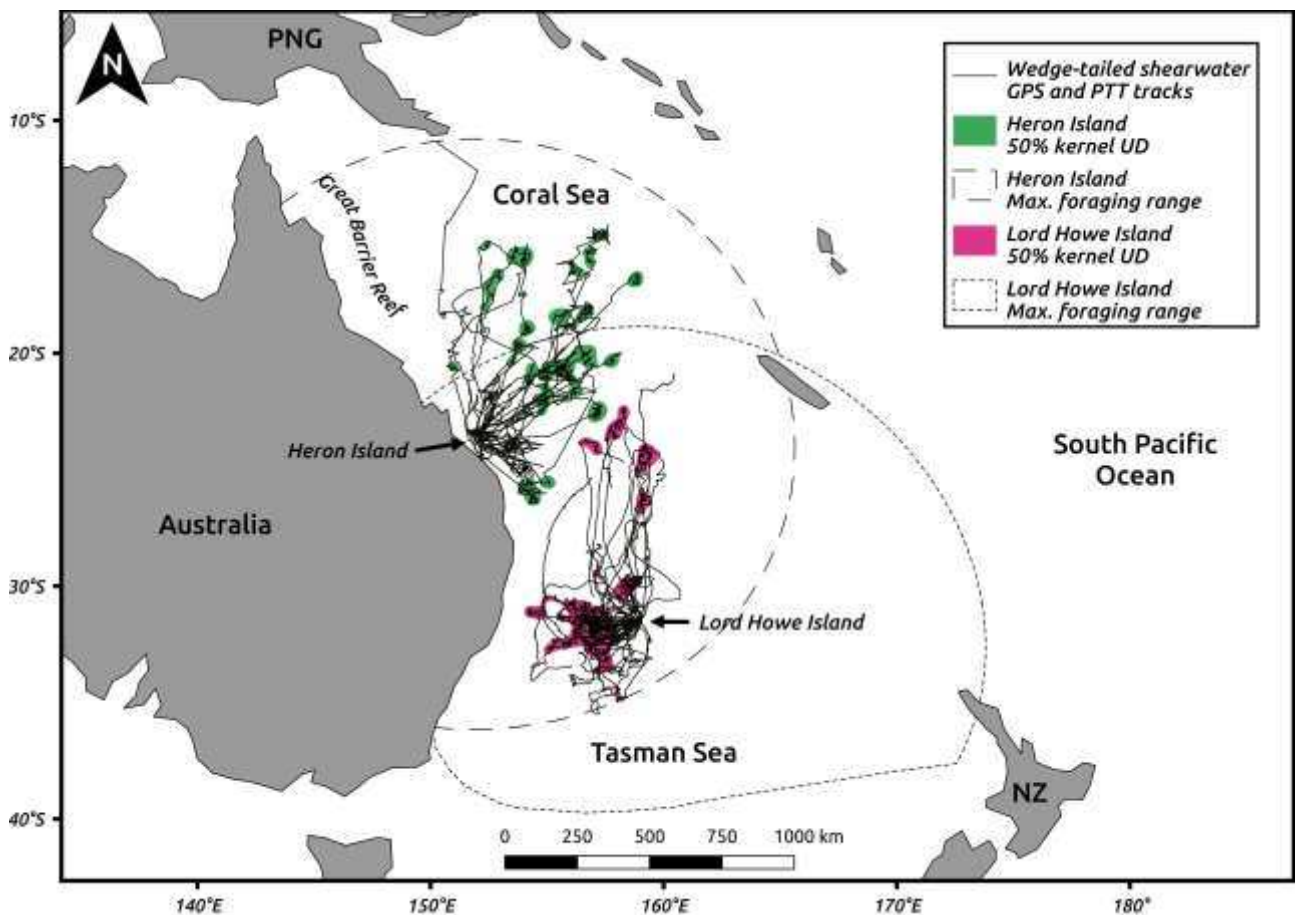 PNG
N
Wedge-tailed shearwater
GPS and PTT tracks
Heron Island
50% kernel UD
Heron Island
Max. foraging range
Lord Howe Island
50% kernel UD
Lord Howe Island
Max. foraging range
10°S
Coral Sea
Great Barrier Reef
20°S
Heron Island
South Pacific
Ocean
Australia
30°S
Lord Howe Island
Tasman Sea
NZ
40°S
0 250 500 750 1000 km
140°E 150°E 160°E 170°E 180°